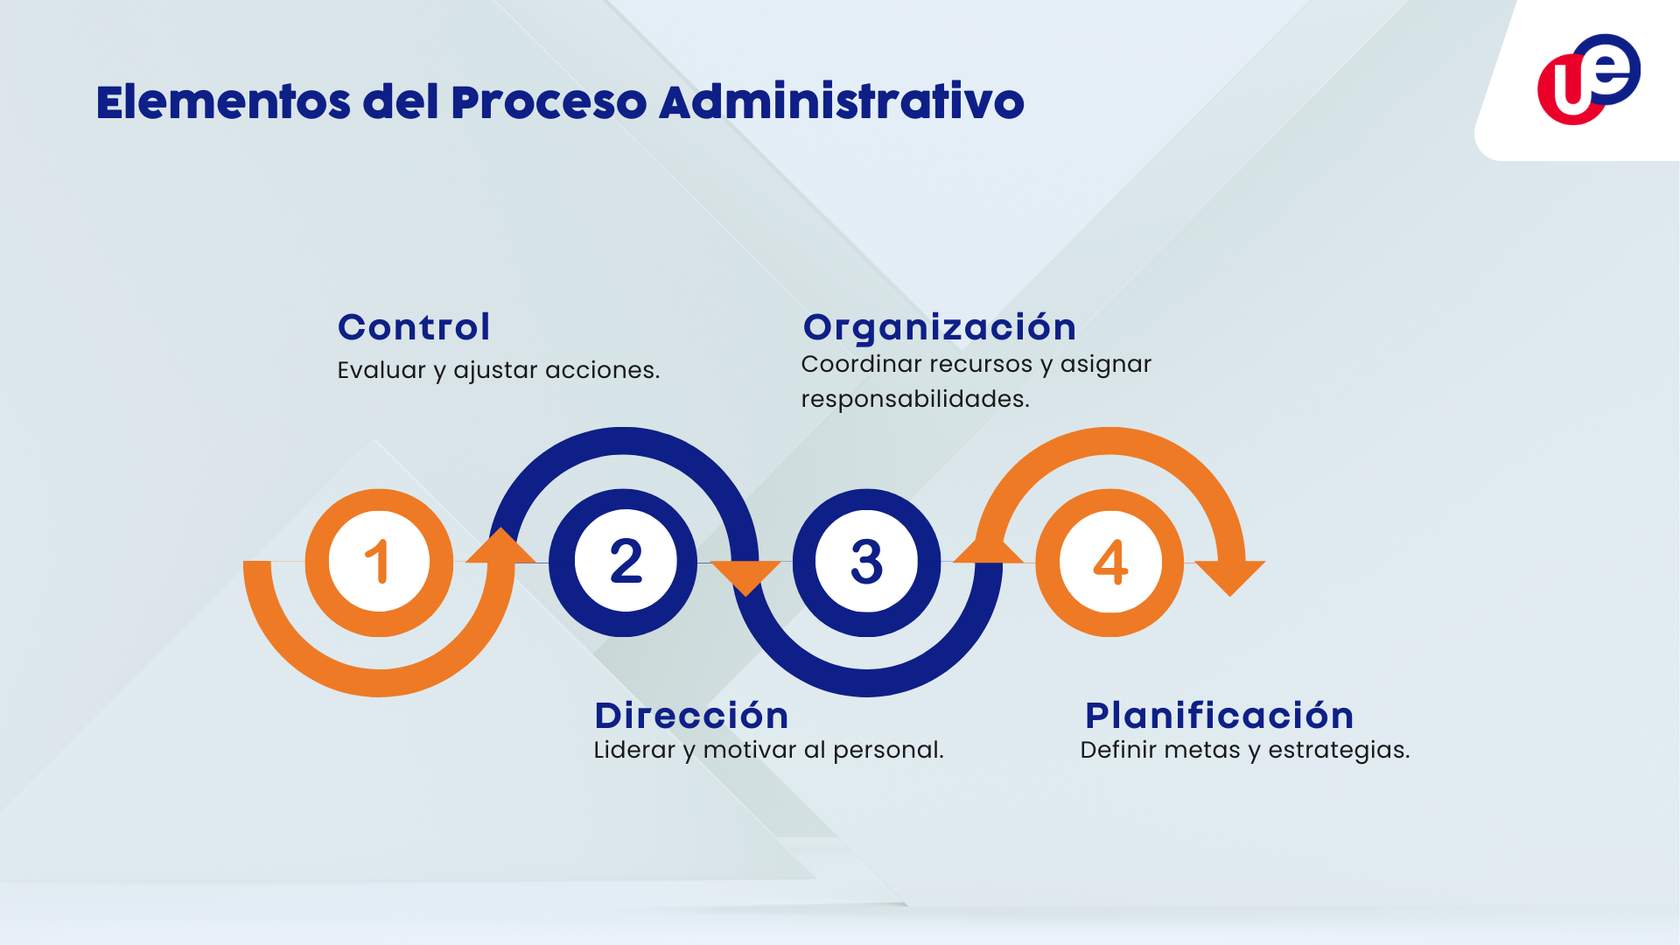 Elementos del Proceso Administrativo
ue
Control
Evaluar y ajustar acciones.
Organización
Coordinar recursos y asignar
responsabilidades.
1
2
3
4
Dirección
Liderar y motivar al personal.
Planificación
Definir metas y estrategias.